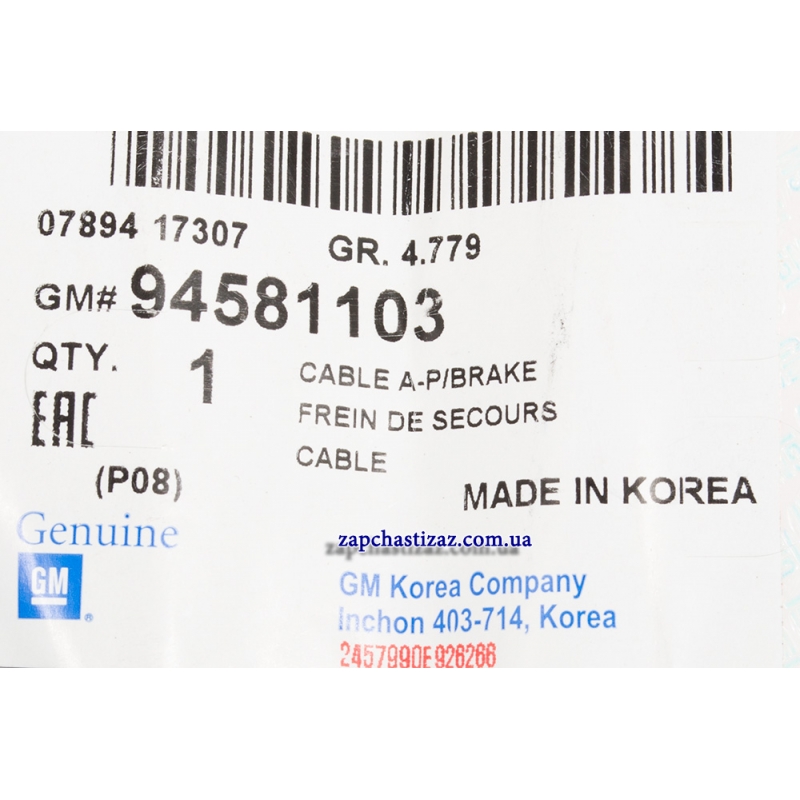 07894 17307
GR. 4.779
GM# 94581103
QTY. 1
CABLE A-P/BRAKE
EAC
FREIN DE SECOURS
CABLE
(P08)
MADE IN KOREA
Genuine
GM
zapchastizaz.com.ua
GM Korea Company
Inchon 403-714, Korea
2457990E926266